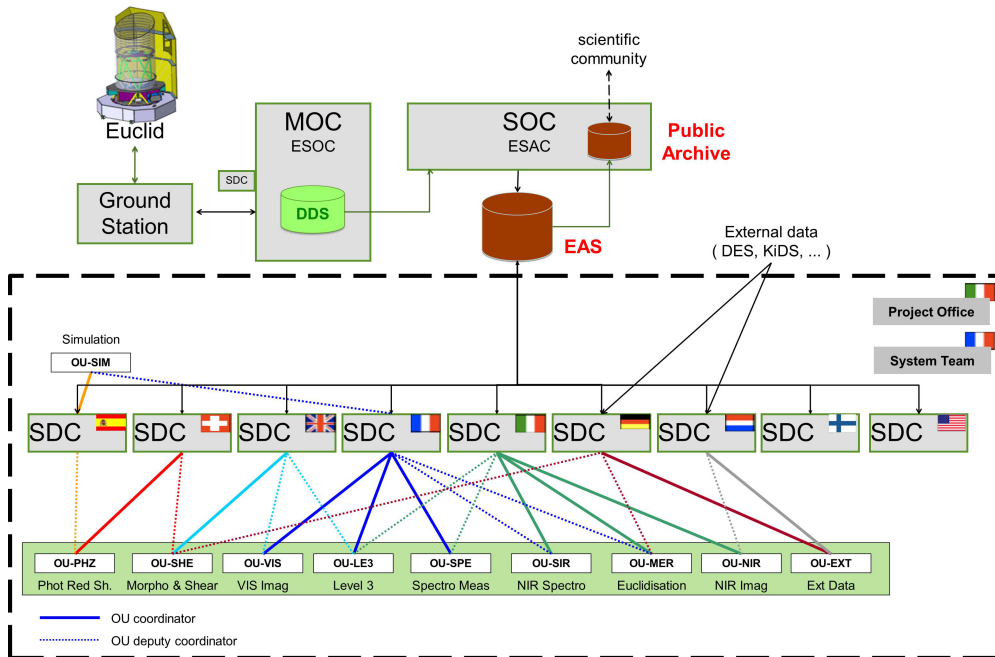 scientific
community
Euclid
MOC
ESOC
SOC
ESAC
Public
Archive
SDC
Ground
Station
DDS
EAS
External data
( DES, KiDS, ... )
Project Office
System Team
Simulation
OU-SIM
SDC
SDC
SDC
SDC
SDC
SDC
SDC
SDC
SDC
OU-PHZ
OU-SHE
OU-VIS
OU-LE3
OU-SPE
OU-SIR
OU-MER
OU-NIR
OU-EXT
Phot Red Sh.
Morpho & Shear
VIS Imag
Level 3
Spectro Meas
NIR Spectro
Euclidisation
NIR Imag
Ext Data
OU coordinator
OU deputy coordinator